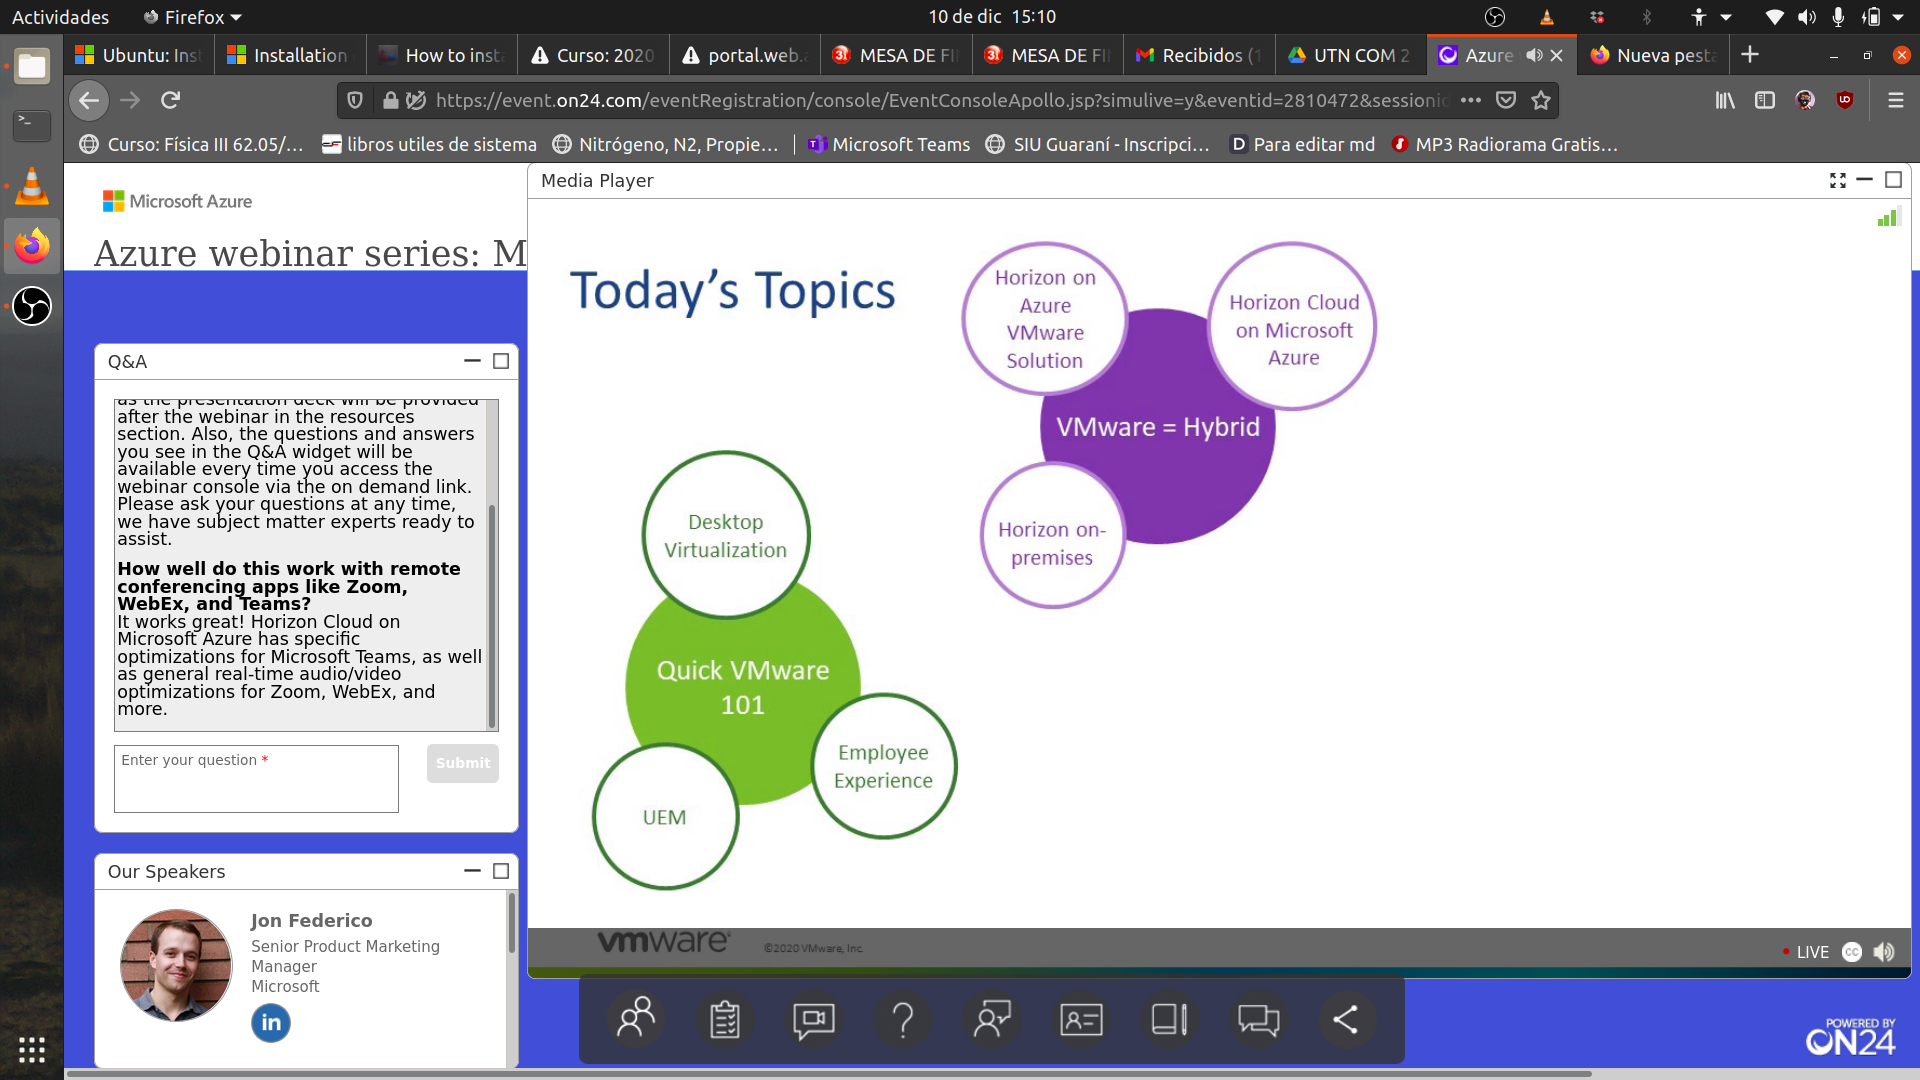 Actividades
Firefox
10 de dic 15:10
Ubuntu: Ins
Installation
How to insta
Curso: 2020
portal.web.a
MESA DE FI
MESA DE FI
Recibidos (1
UTN COM 2
Azure
Nueva pesta
https://event.on24.com/eventRegistration/console/EventConsoleApollo.jsp?simulive=y&eventid=2810472&sessionid
Curso: Física III 62.05/...
libros utiles de sistema
Nitrógeno, N2, Propie...
Microsoft Teams
SIU Guaraní - Inscripci...
Para editar md
MP3 Radiorama Gratis...
Microsoft Azure
Azure webinar series: M
Q&A
as the presentation deck will be provided
after the webinar in the resources
section. Also, the questions and answers
you see in the Q&A widget will be
available every time you access the
webinar console via the on demand link.
Please ask your questions at any time,
we have subject matter experts ready to
assist.
How well do this work with remote
conferencing apps like Zoom,
WebEx, and Teams?
It works great! Horizon Cloud on
Microsoft Azure has specific
optimizations for Microsoft Teams, as well
as general real-time audio/video
optimizations for Zoom, WebEx, and
more.
Enter your question *
Submit
Our Speakers
Jon Federico
Senior Product Marketing
Manager
Microsoft
in
Media Player
Today's Topics
Horizon on
Azure
VMware
Solution
Horizon Cloud
on Microsoft
Azure
VMware = Hybrid
Horizon on-
premises
Desktop
Virtualization
Quick VMware
101
Employee
Experience
UEM
vmware
©2020 VMware, Inc.
LIVE
CC
POWERED BY
ON24